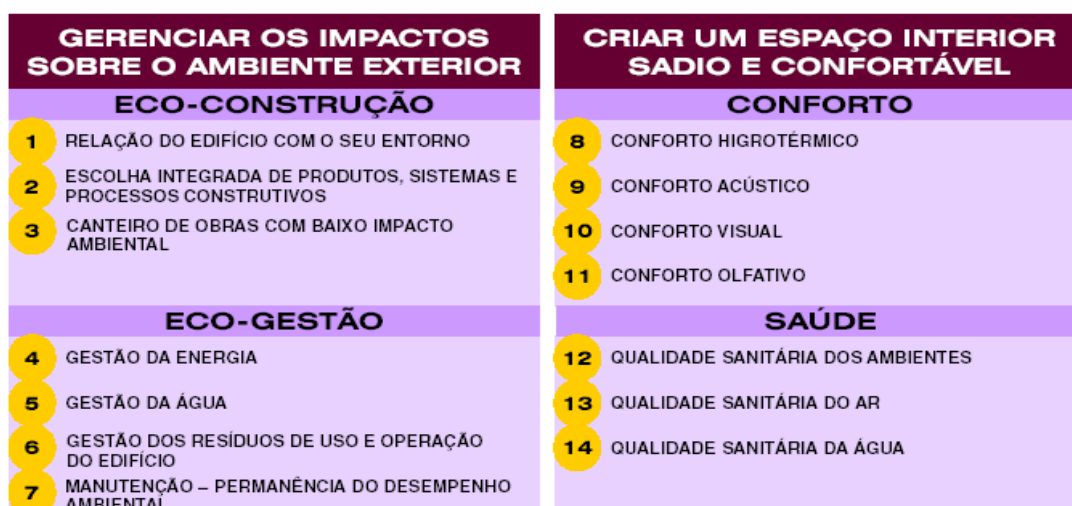 GERENCIAR OS IMPACTOS
SOBRE O AMBIENTE EXTERIOR
ECO-CONSTRUÇÃO
1 RELAÇÃO DO EDIFÍCIO COM O SEU ENTORNO
2 ESCOLHA INTEGRADA DE PRODUTOS, SISTEMAS E
PROCESSOS CONSTRUTIVOS
3 CANTEIRO DE OBRAS COM BAIXO IMPACTO
AMBIENTAL
ECO-GESTÃO
4 GESTÃO DA ENERGIA
5 GESTÃO DA ÁGUA
6 GESTÃO DOS RESÍDUOS DE USO E OPERAÇÃO
DO EDIFÍCIO
7 MANUTENÇÃO – PERMANÊNCIA DO DESEMPENHO
AMBIENTAL
CRIAR UM ESPAÇO INTERIOR
SADIO E CONFORTÁVEL
CONFORTO
8 CONFORTO HIGROTÉRMICO
9 CONFORTO ACÚSTICO
10 CONFORTO VISUAL
11 CONFORTO OLFATIVO
SAÚDE
12 QUALIDADE SANITÁRIA DOS AMBIENTES
13 QUALIDADE SANITÁRIA DO AR
14 QUALIDADE SANITÁRIA DA ÁGUA